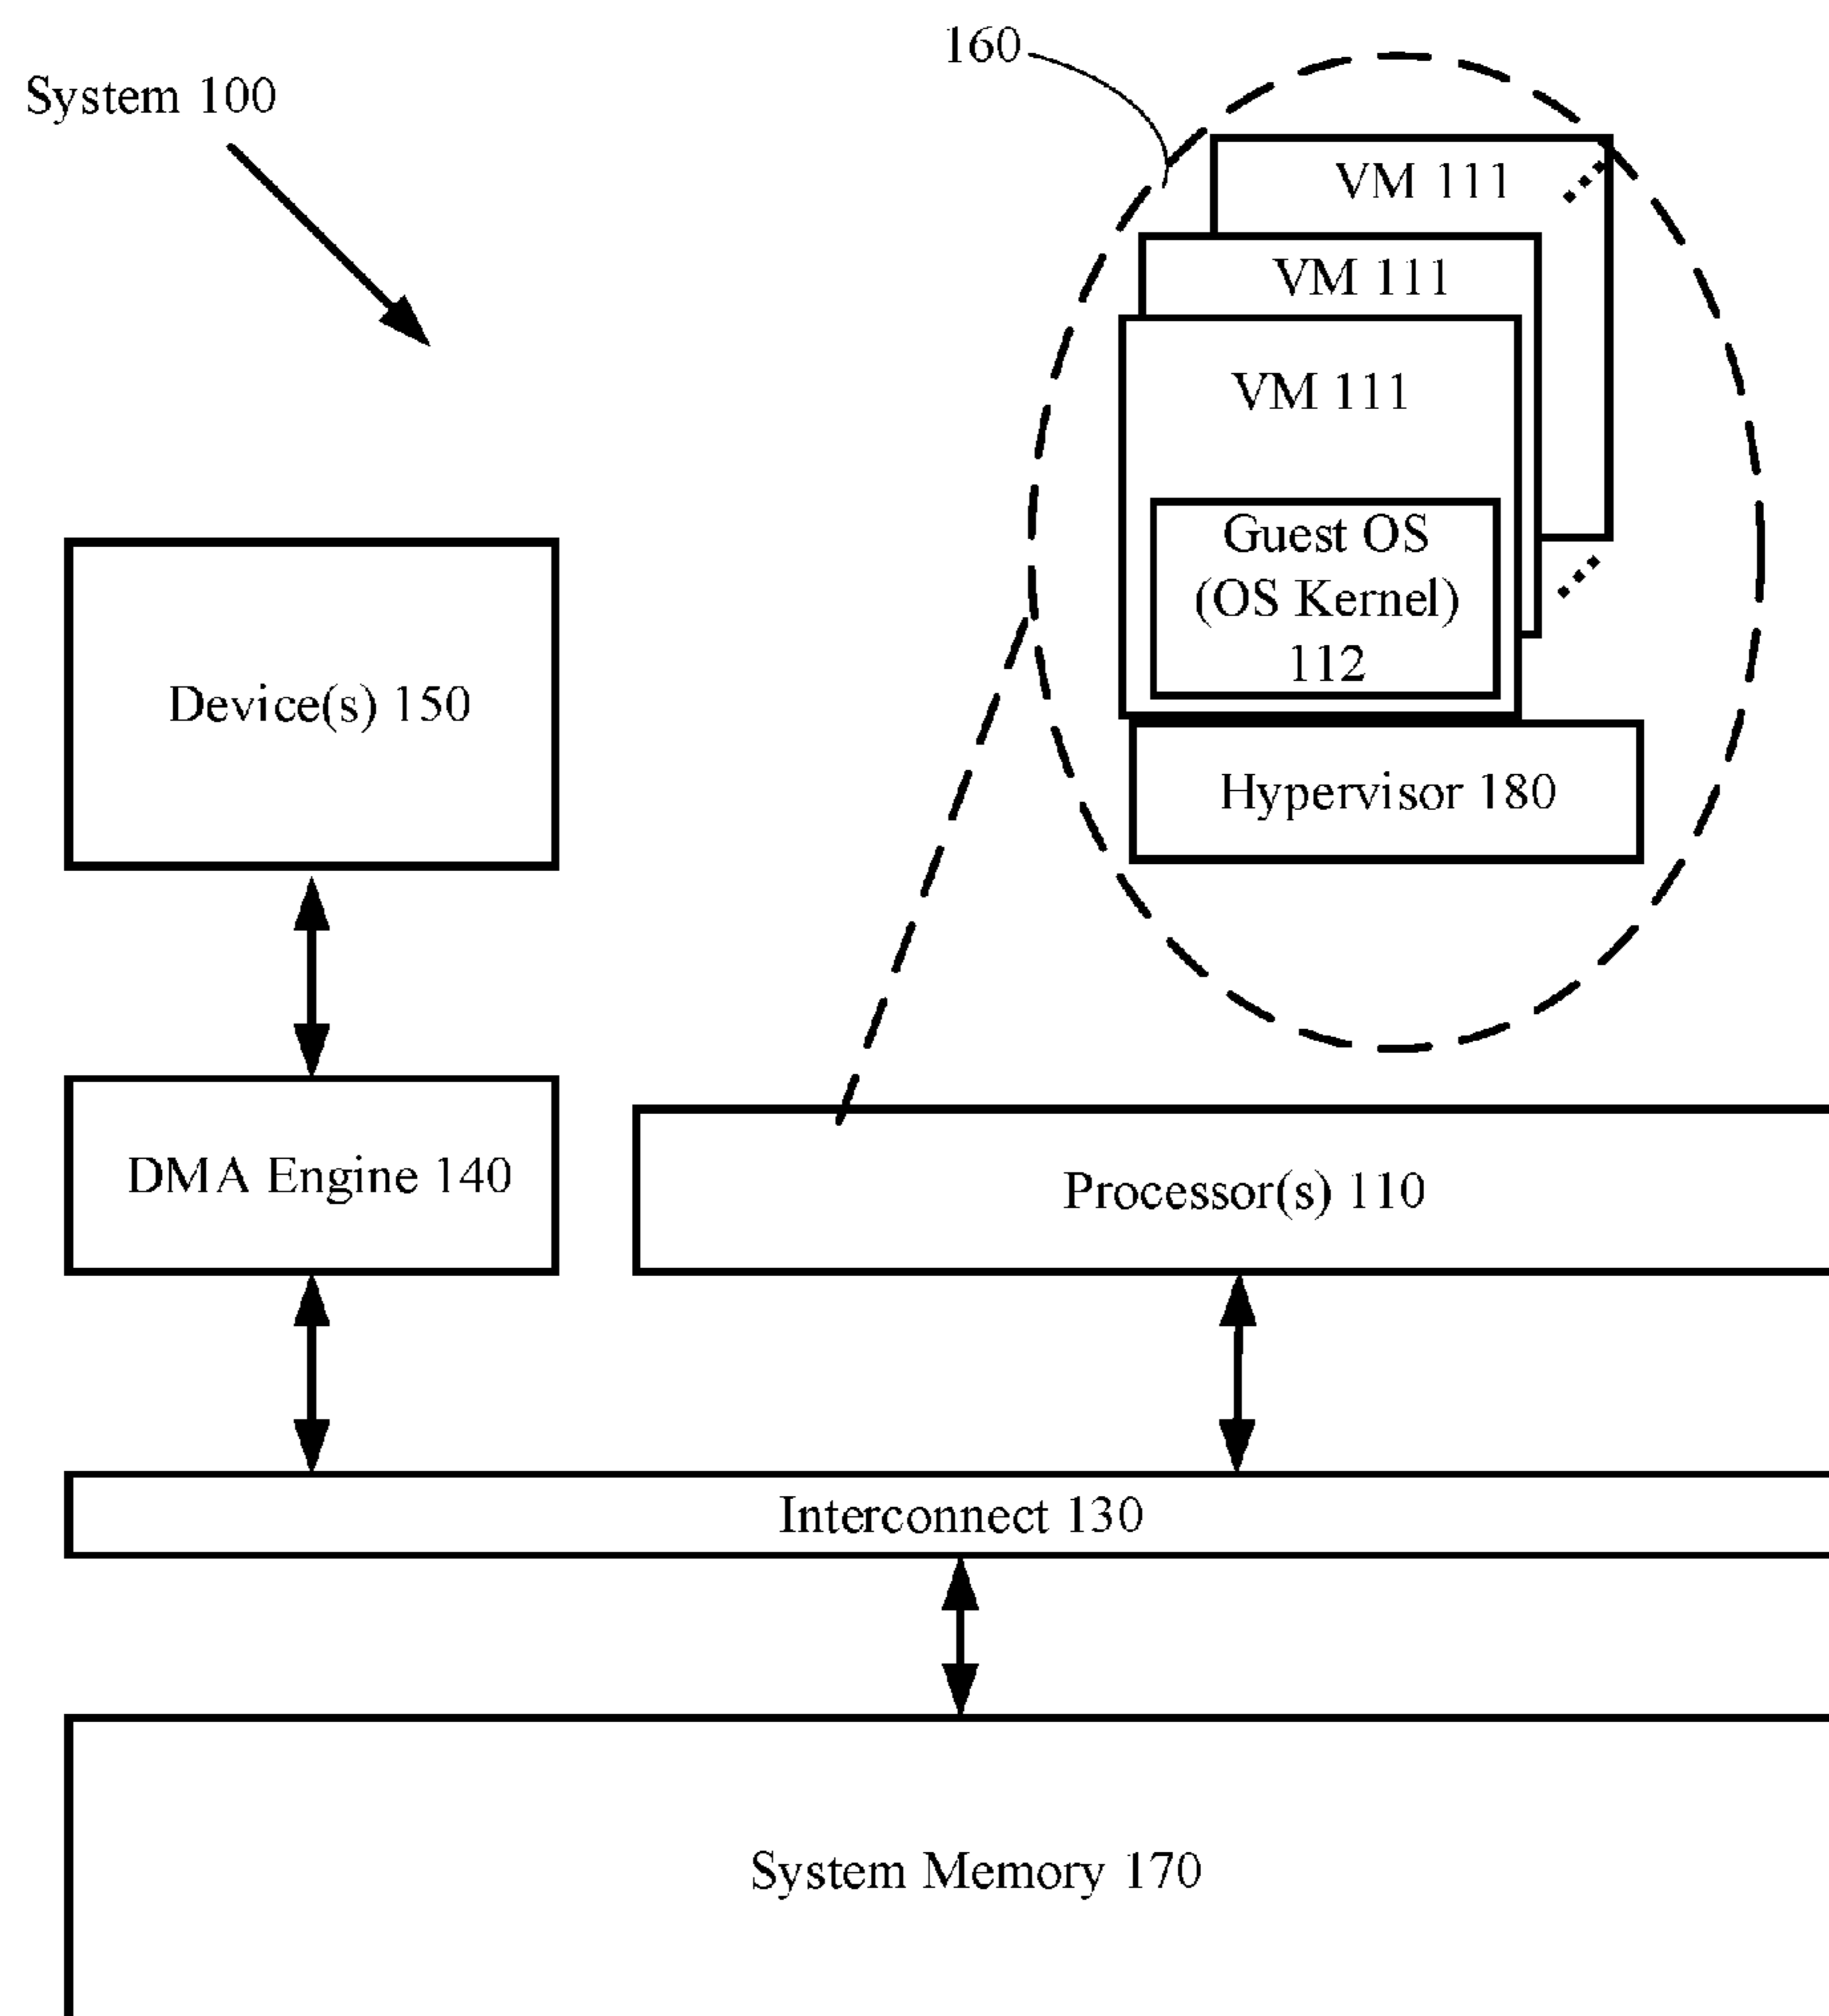 160
System 100
VM 111
VM 111
VM 111
Guest OS
(OS Kernel)
112
Device(s) 150
Hypervisor 180
DMA Engine 140
Processor(s) 110
Interconnect 130
System Memory 170